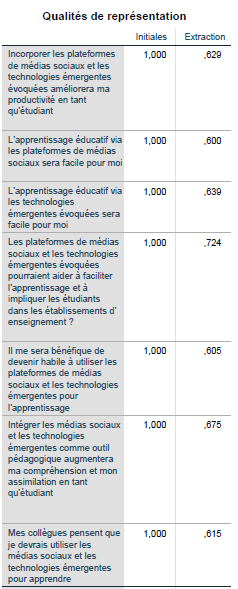 Qualités de représentation
Initiales Extraction
Incorporer les plateformes 1,000 ,629
de médias sociaux et les
technologies émergentes
évoquées améliorera ma
productivité en tant
qu'étudiant
L'apprentissage éducatif via 1,000 ,600
les plateformes de médias
sociaux sera facile pour moi
L'apprentissage éducatif via 1,000 ,639
les technologies
émergentes évoquées sera
facile pour moi
Les plateformes de médias 1,000 ,724
sociaux et les technologies
émergentes évoquées
pourraient aider à faciliter
l'apprentissage et à
impliquer les étudiants
dans les établissements d'
enseignement ?
Il me sera bénéfique de 1,000 ,605
devenir habile à utiliser les
plateformes de médias
sociaux et les technologies
émergentes pour
l'apprentissage
Intégrer les médias sociaux 1,000 ,675
et les technologies
émergentes comme outil
pédagogique augmentera
ma compréhension et mon
assimilation en tant
qu'étudiant
Mes collègues pensent que 1,000 ,615
je devrais utiliser les
médias sociaux et les
technologies émergentes
pour apprendre